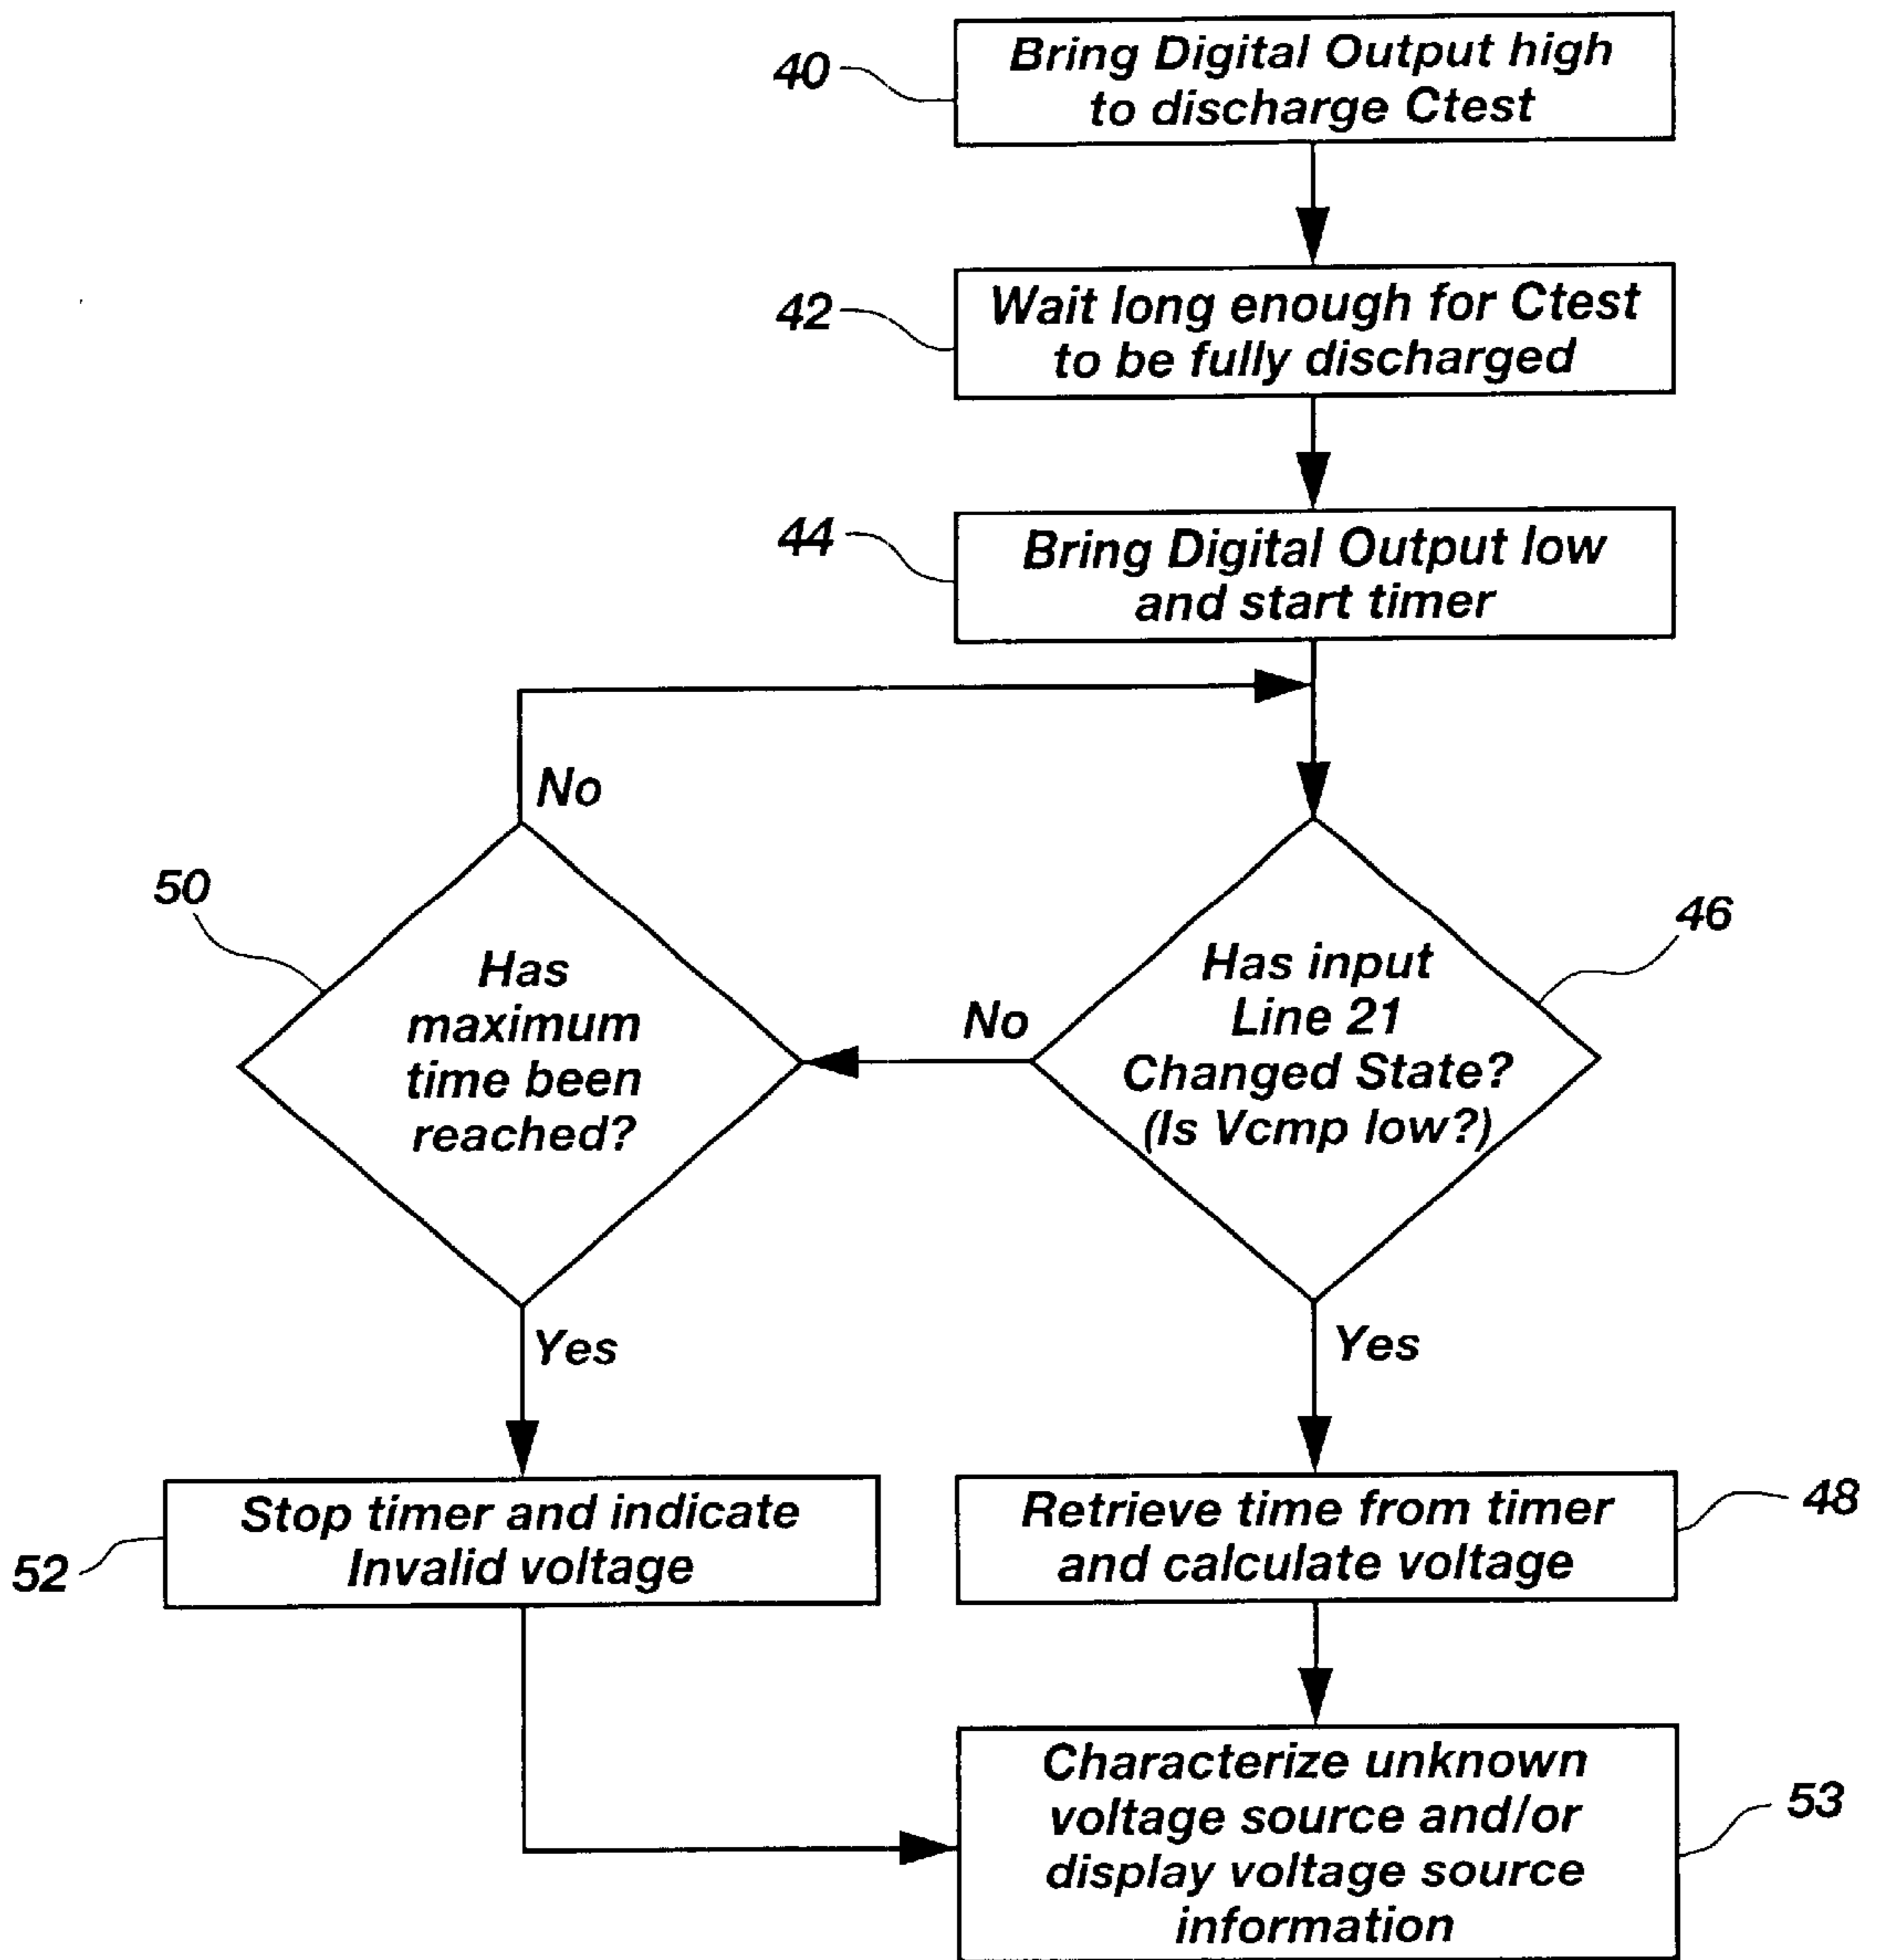 40
Bring Digital Output high
to discharge Ctest
42
Wait long enough for Ctest
to be fully discharged
44
Bring Digital Output low
and start timer
No
50
Has
maximum
time been
reached?
No
46
Has input
Line 21
Changed State?
(Is Vcmp low?)
Yes
Yes
52
Stop timer and indicate
Invalid voltage
48
Retrieve time from timer
and calculate voltage
53
Characterize unknown
voltage source and/or
display voltage source
information